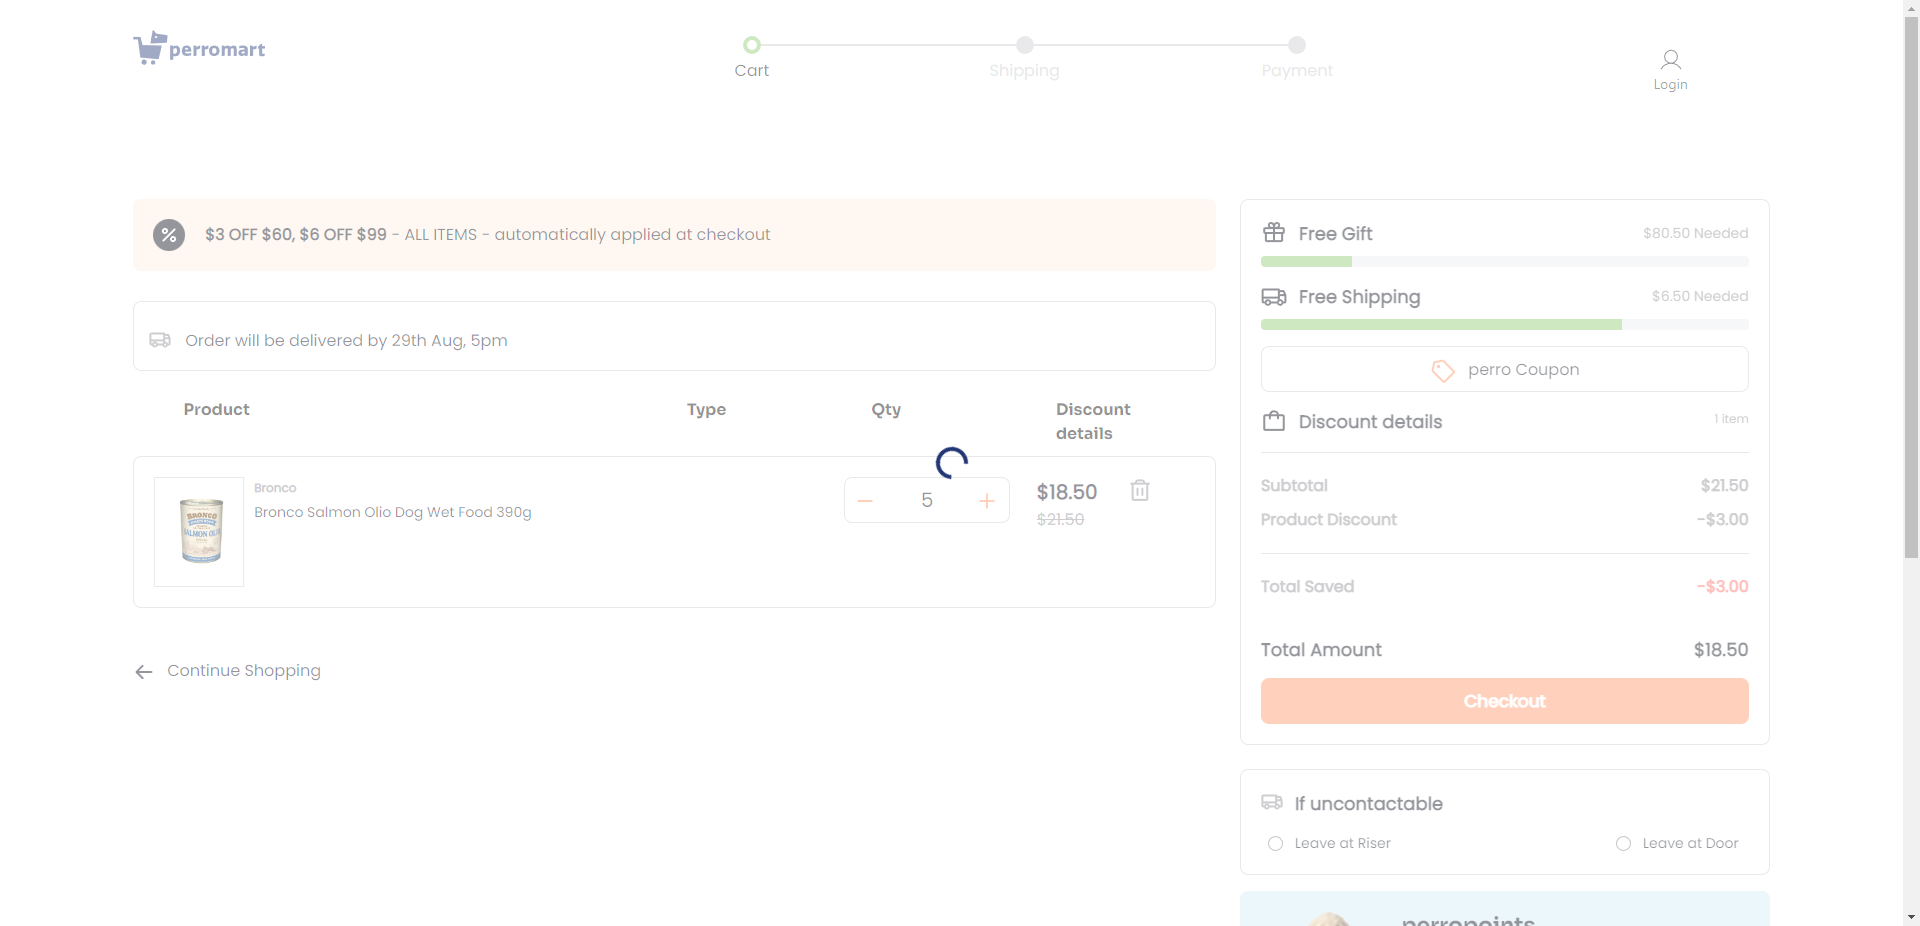 perromart
Cart
Shipping
Payment
Login
$3 OFF $60, $6 OFF $99 - ALL ITEMS - automatically applied at checkout
Order will be delivered by 29th Aug, 5pm
Product
Type
Qty
Discount
details
BRONCO
SALMON OLIO
Bronco
Bronco Salmon Olio Dog Wet Food 390g
5
$18.50
$21.50
Continue Shopping
Free Gift
$80.50 Needed
Free Shipping
$6.50 Needed
perro Coupon
Discount details
1 item
Subtotal
$21.50
Product Discount
-$3.00
Total Saved
-$3.00
Total Amount
$18.50
Checkout
If uncontactable
Leave at Riser
Leave at Door
perropoints